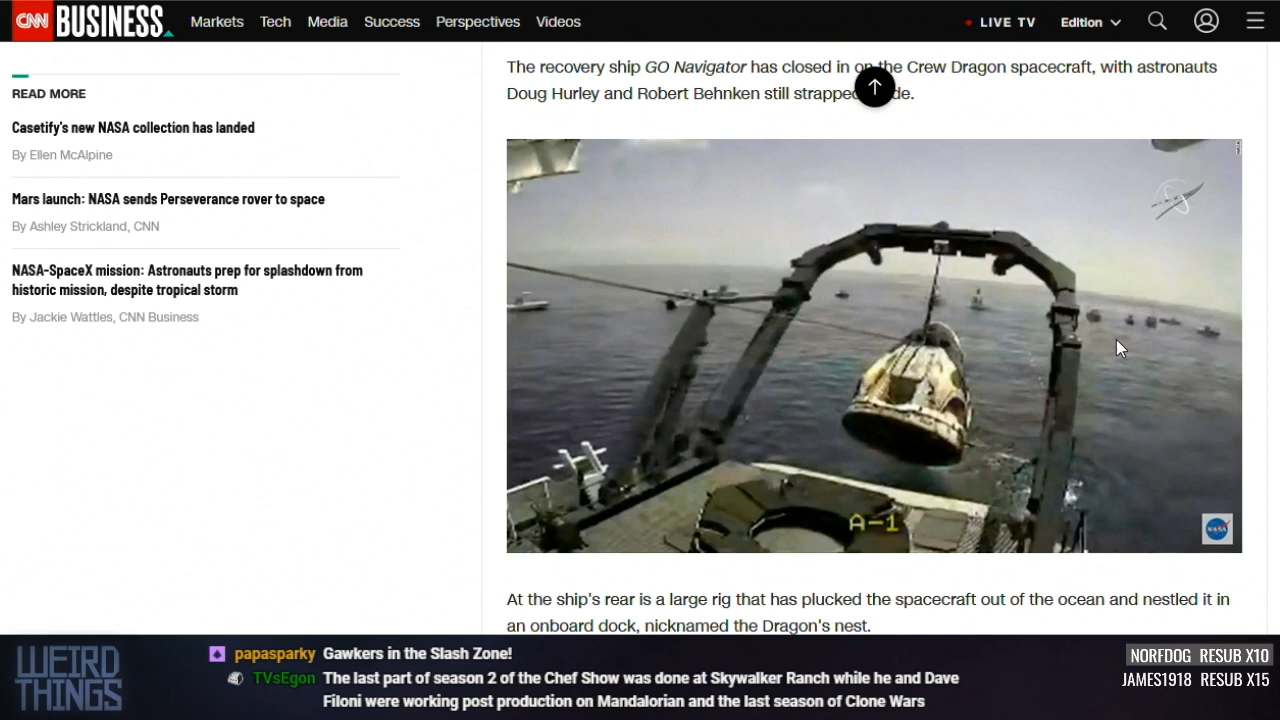 CNN BUSINESS Markets Tech Media Success Perspectives Videos LIVE TV Edition
READ MORE
Casetify's new NASA collection has landed
By Ellen McAlpine
Mars launch: NASA sends Perseverance rover to space
By Ashley Strickland, CNN
NASA-SpaceX mission: Astronauts prep for splashdown from
historic mission, despite tropical storm
By Jackie Wattles, CNN Business
The recovery ship GO Navigator has closed in on the Crew Dragon spacecraft, with astronauts
Doug Hurley and Robert Behnken still strapped
A-1
NASA
At the ship's rear is a large rig that has plucked the spacecraft out of the ocean and nestled it in
an onboard dock, nicknamed the Dragon's nest.
WEIRD
THINGS
papasparky Gawkers in the Slash Zone!
TVsEgon The last part of season 2 of the Chef Show was done at Skywalker Ranch while he and Dave
Filoni were working post production on Mandalorian and the last season of Clone Wars
NORFDOG RESUB X10
JAMES1918 RESUB X15